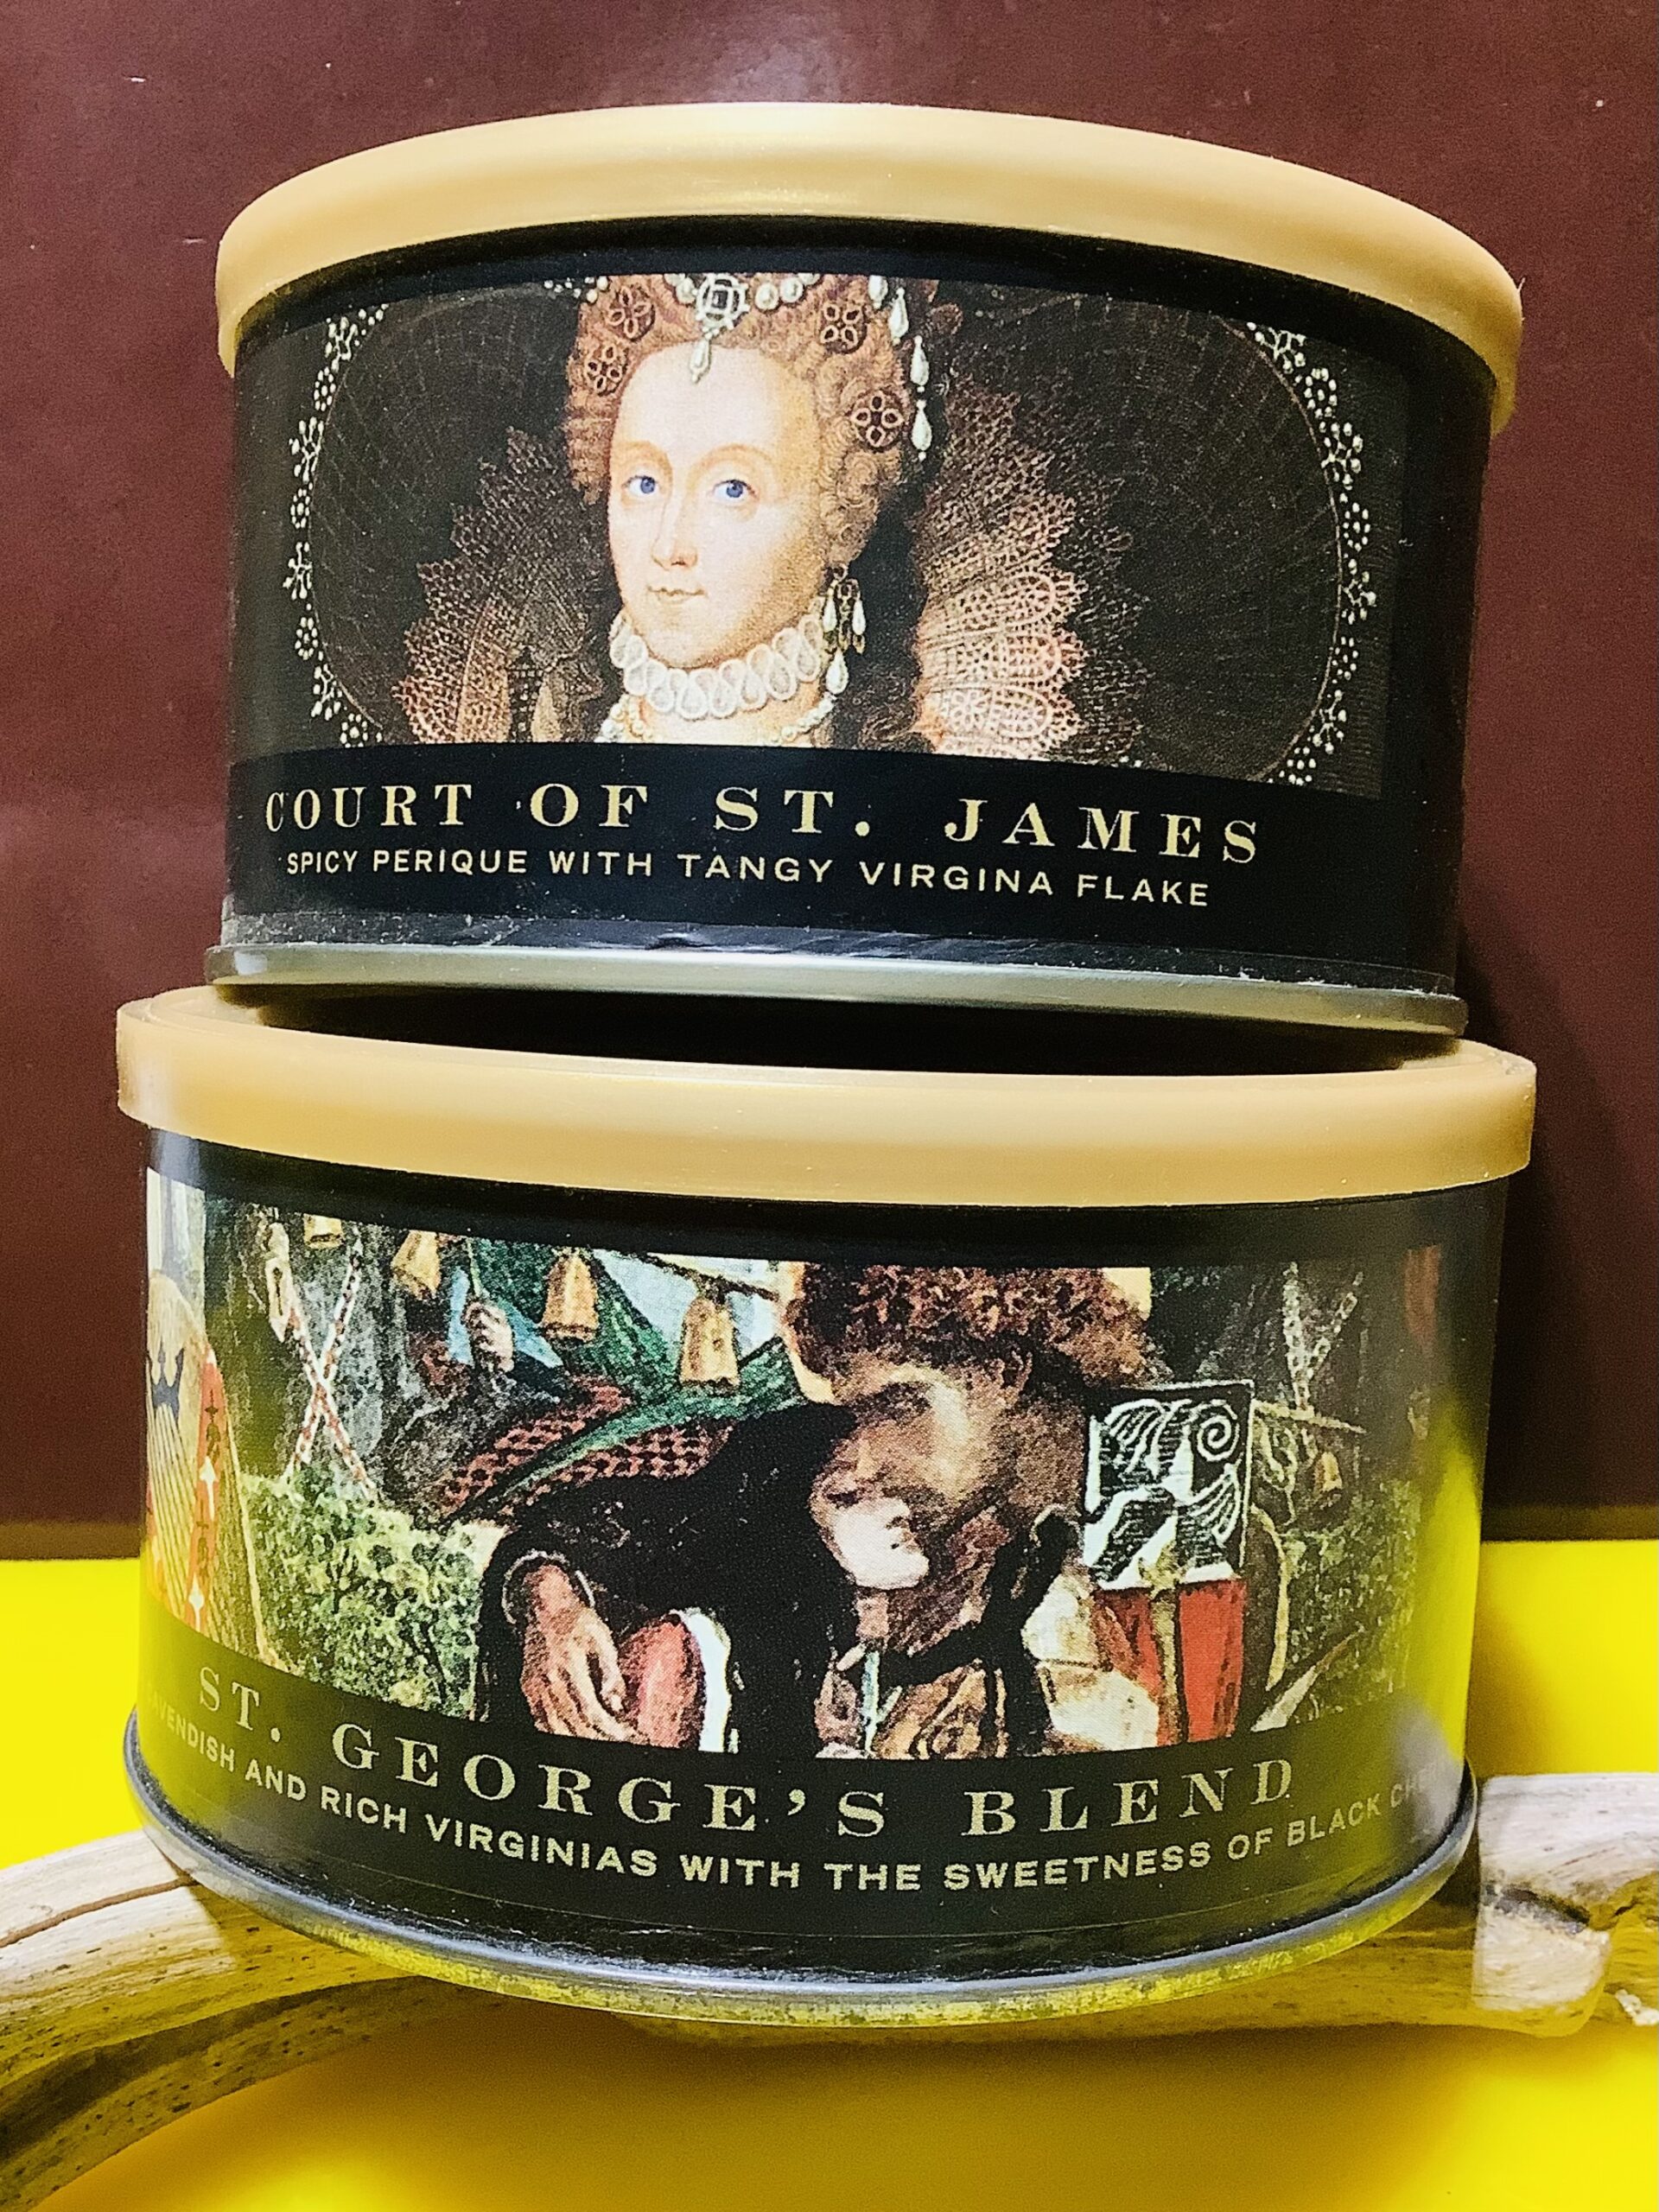 COURT OF ST. JAMES
SPICY PERIQUE WITH TANGY VIRGINA FLAKE
ST. GEORGE'S BLEND
AND RICH VIRGINIAS WITH THE SWEETNESS OF BLACK